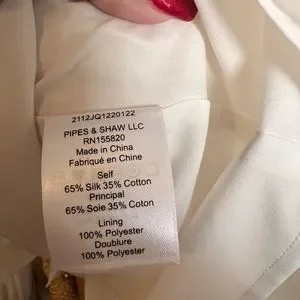 2112JQ1220122
PIPES & SHAW LLC
RN155820
Made in China
Fabriqué en Chine
Self
65% Silk 35% Cotton
Principal
65% Soie 35% Coton
Lining
100% Polyester
Doublure
100% Polyester